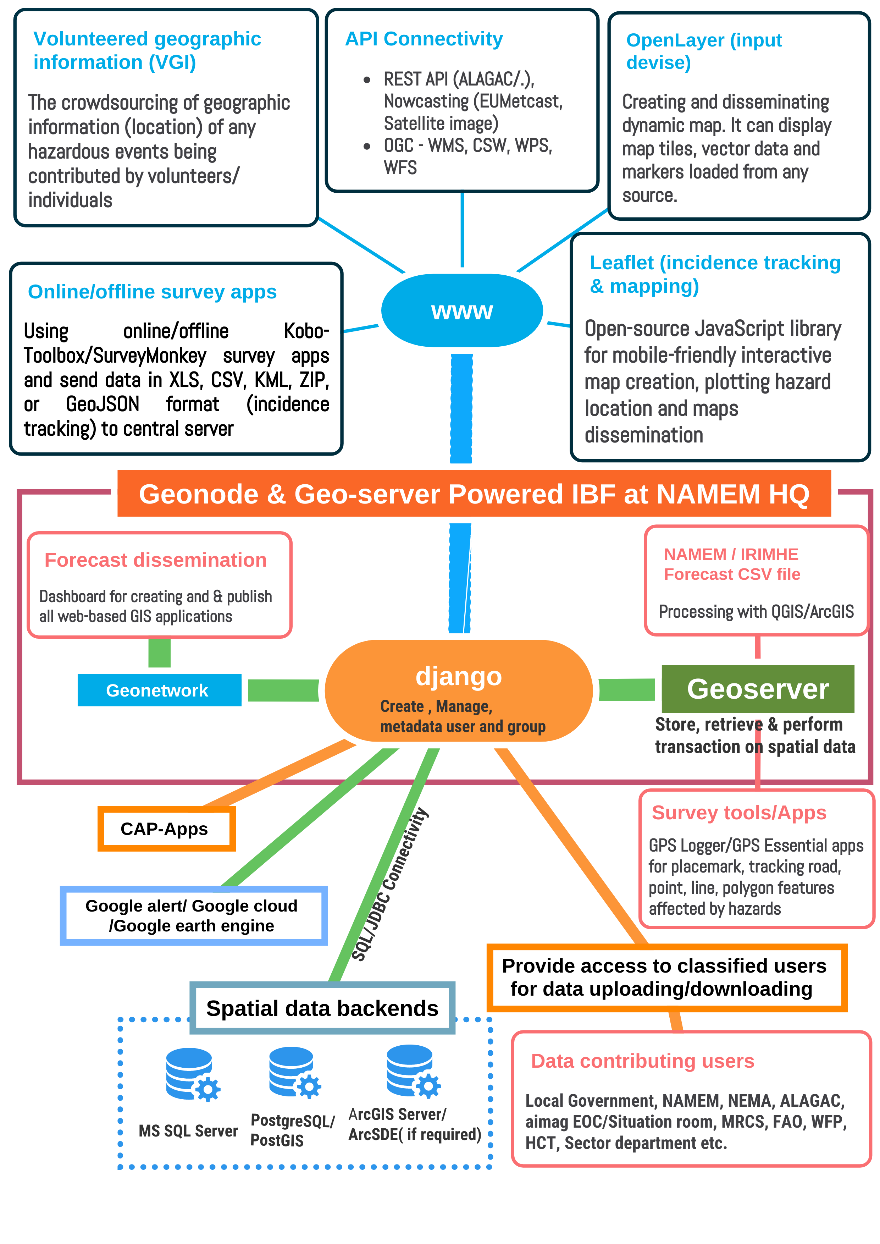 Volunteered geographic
information (VGI)
The crowdsourcing of geographic
information (location) of any
hazardous events being
contributed by volunteers/
individuals
API Connectivity
• REST API (ALAGAC/.),
Nowcasting (EUMetcast,
Satellite image)
• OGC - WMS, CSW, WPS,
WFS
OpenLayer (input
devise)
Creating and disseminating
dynamic map. It can display
map tiles, vector data and
markers loaded from any
source.
Online/offline survey apps
Using online/offline Kobo-
Toolbox/SurveyMonkey survey apps
and send data in XLS, CSV, KML, ZIP,
or GeoJSON format (incidence
tracking) to central server
www
Leaflet (incidence tracking
& mapping)
Open-source JavaScript library
for mobile-friendly interactive
map creation, plotting hazard
location and maps
dissemination
Geonode & Geo-server Powered IBF at NAMEM HQ
Forecast dissemination
Dashboard for creating and & publish
all web-based GIS applications
NAMEM / IRIMHE
Forecast CSV file
Processing with QGIS/ArcGIS
Geonetwork
django
Create , Manage,
metadata user and group
Geoserver
Store, retrieve & perform
transaction on spatial data
CAP-Apps
Google alert/ Google cloud
/Google earth engine
SQL/JDBC Connectivity
Survey tools/Apps
GPS Logger/GPS Essential apps
for placemark, tracking road,
point, line, polygon features
affected by hazards
Provide access to classified users
for data uploading/downloading
Spatial data backends
MS SQL Server
PostgreSQL/
PostGIS
ArcGIS Server/
ArcSDE( if required)
Data contributing users
Local Government, NAMEM, NEMA, ALAGAC,
aimag EOC/Situation room, MRCS, FAO, WFP,
HCT, Sector department etc.